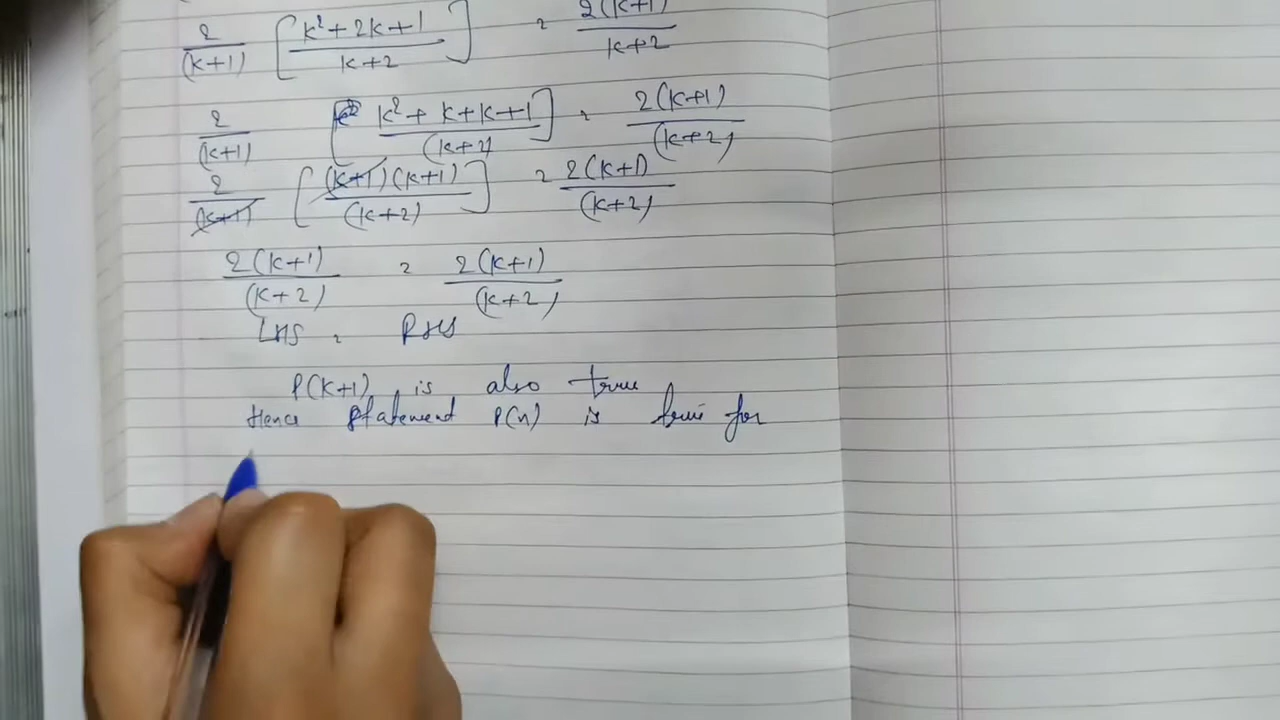 2/(k+1) [(k²+2k+1)/(k+2)] = 2(k+1)/(k+2)
2/(k+1) [(k²+k+k+1)/(k+2)] = 2(k+1)/(k+2)
2/(k+1) [(k+1)(k+1)/(k+2)] = 2(k+1)/(k+2)
2(k+1)/(k+2) = 2(k+1)/(k+2)
LHS = RHS
P(k+1) is also true
Hence statement P(n) is true for